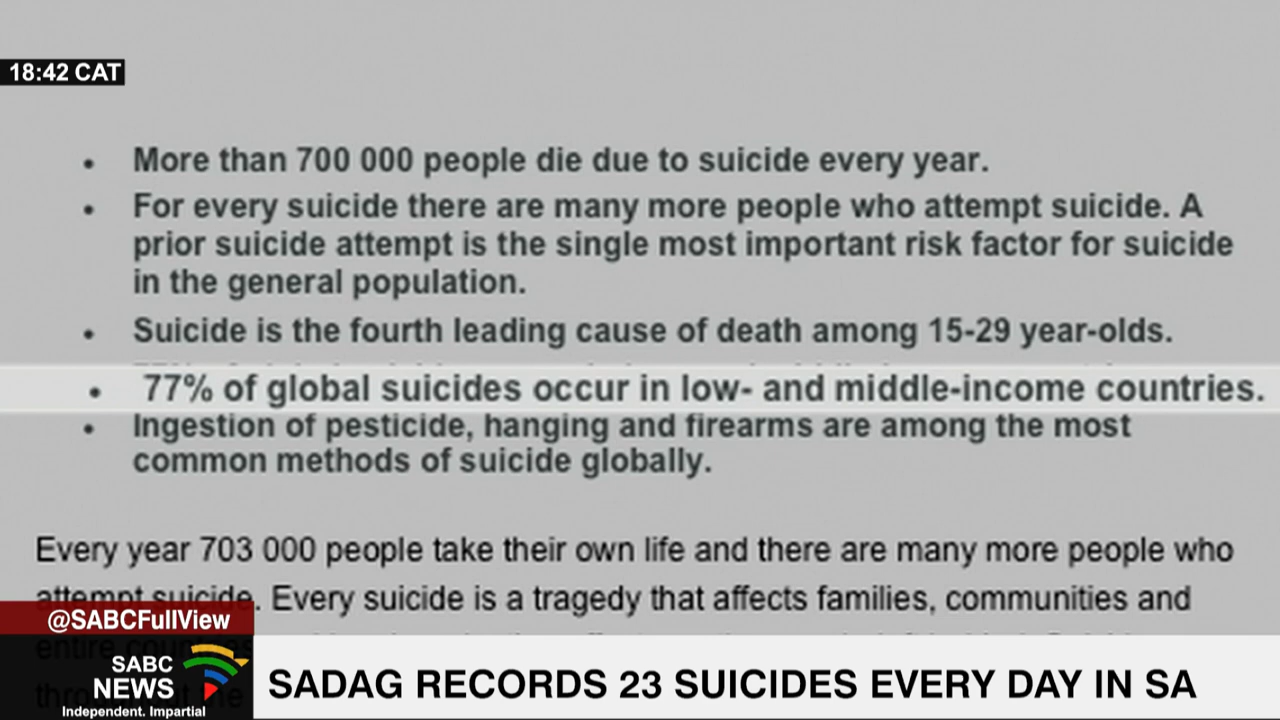 18:42 CAT
• More than 700 000 people die due to suicide every year.
• For every suicide there are many more people who attempt suicide. A
prior suicide attempt is the single most important risk factor for suicide
in the general population.
• Suicide is the fourth leading cause of death among 15-29 year-olds.
• 77% of global suicides occur in low- and middle-income countries.
• Ingestion of pesticide, hanging and firearms are among the most
common methods of suicide globally.
Every year 703 000 people take their own life and there are many more people who
attempt suicide. Every suicide is a tragedy that affects families, communities and
entire countries
@SABCFullView
SABC
NEWS
Independent. Impartial
SADAG RECORDS 23 SUICIDES EVERY DAY IN SA